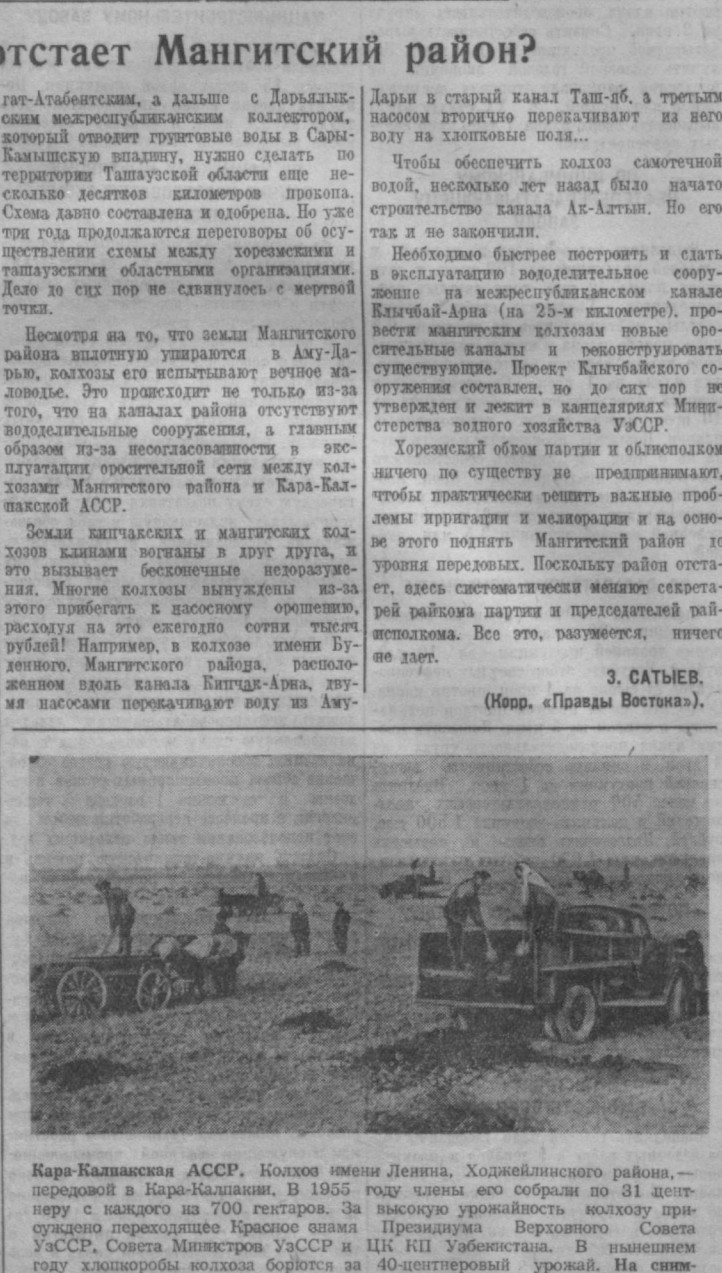 отстает Мангитский район?
гат-Атабентским, а дальше с Дарьялык-
ским межреспубликанским коллектором,
который отводит грунтовые воды в Сары-
Камышскую впадину, нужно сделать по
территории Ташаузской области еще не-
сколько десятков километров прокопа.
Схема давно составлена и одобрена. Но уже
три года продолжаются переговоры об осу-
ществлении схемы между хорезмскими и
ташаузскими областными организациями.
Дело до сих пор не сдвинулось с мертвой
точки.
Несмотря на то, что земли Мангитского
района вплотную упираются в Аму-Да-
рью, колхозы его испытывают вечное ма-
ловодье. Это происходит не только из-за
того, что на каналах района отсутствуют
вододелительные сооружения, а главным
образом из-за несогласованности в экс-
плуатации оросительной сети между кол-
хозами Мангитского района и Кара-Кал-
пакской АССР.
Земли кипчакских и мангитских кол-
хозов клинами вогнаны в друг друга, и
это вызывает бесконечные недоразуме-
ния. Многие колхозы вынуждены из-за
этого прибегать к насосному орошению,
расходуя на это ежегодно сотни тысяч
рублей! Например, в колхозе имени Бу-
денного, Мангитского района, располо-
женном вдоль канала Кипчак-Арна, дву-
мя насосами перекачивают воду из Аму-
Дарьи в старый канал Таш-яб, а третьим
насосом вторично перекачивают из него
воду на хлопковые поля...
Чтобы обеспечить колхоз самотечной
водой, несколько лет назад было начато
строительство канала Ак-Алтын. Но его
так и не закончили.
Необходимо быстрее построить и сдать
в эксплуатацию вододелительное соору-
жение на межреспубликанском канале
Клычбай-Арна (на 25-м километре), про-
вести мангитским колхозам новые оро-
сительные каналы и реконструировать
существующие. Проект Клычбайского со-
оружения составлен, но до сих пор не
утвержден и лежит в канцеляриях Мини-
стерства водного хозяйства УзССР.
Хорезмский обком партии и облисполком
ничего по существу не предпринимают,
чтобы практически решить важные проб-
лемы ирригации и мелиорации и на осно-
ве этого поднять Мангитский район до
уровня передовых. Поскольку район отста-
ет, здесь систематически меняют секрета-
рей райкома партии и председателей рай-
исполкома. Все это, разумеется, ничего
не дает.
З. САТЫЕВ.
(Корр. «Правды Востока»).
Кара-Калпакская АССР. Колхоз имени Ленина, Ходжейлинского района,—
передовой в Кара-Калпакии. В 1955 году члены его собрали по 31 цент-
неру с каждого из 700 гектаров. За высокую урожайность колхозу при-
суждено переходящее Красное знамя Президиума Верховного Совета
УзССР, Совета Министров УзССР и ЦК КП Узбекистана. В нынешнем
году хлопкоробы колхоза борются за 40-центнеровый урожай. На сним-